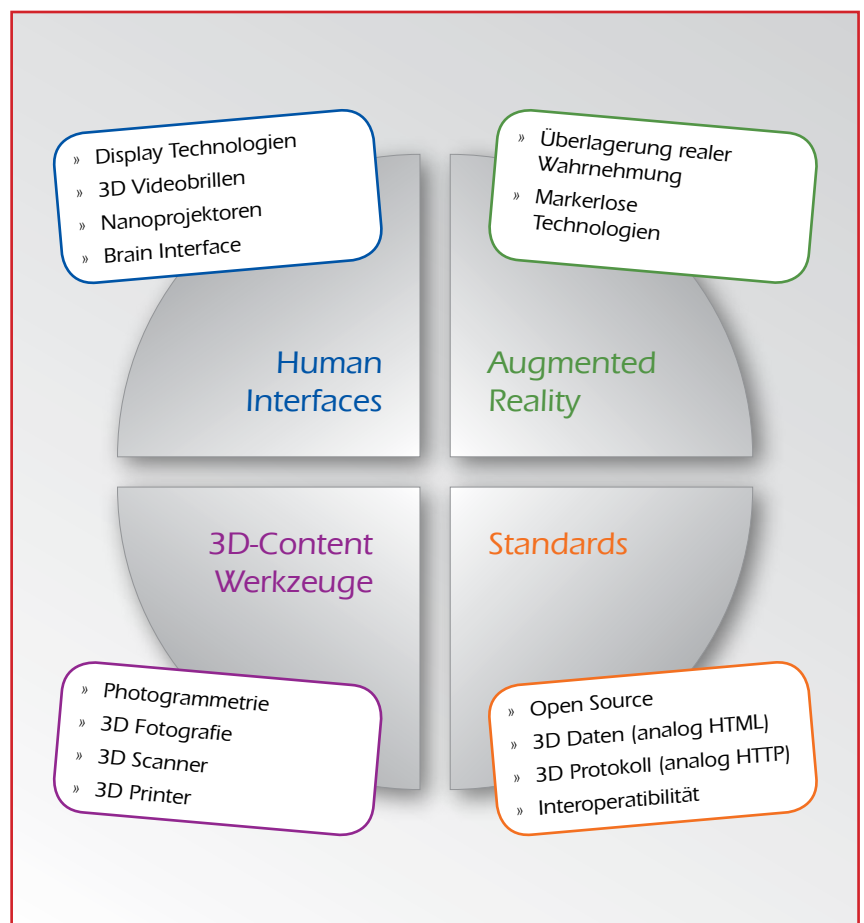 » Display Technologien
» 3D Videobrillen
» Nanoprojektoren
» Brain Interface
» Überlagerung realer
Wahrnehmung
» Markerlose
Technologien
Human
Interfaces
Augmented
Reality
3D-Content
Werkzeuge
Standards
» Photogrammetrie
» 3D Fotografie
» 3D Scanner
» 3D Printer
» Open Source
» 3D Daten (analog HTML)
» 3D Protokoll (analog HTTP)
» Interoperatibilität